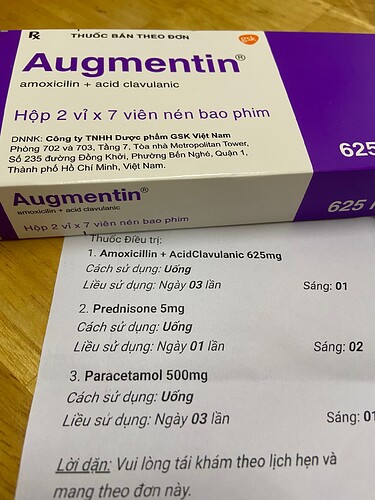 Rx THUỐC BÁN THEO ĐƠN
gsk
Augmentin®
amoxicilin + acid clavulanic
Hộp 2 vỉ x 7 viên nén bao phim
DNNK: Công ty TNHH Dược phẩm GSK Việt Nam
Phòng 702 và 703, Tầng 7, Tòa nhà Metropolitan Tower,
Số 235 đường Đồng Khởi, Phường Bến Nghé, Quận 1,
Thành phố Hồ Chí Minh, Việt Nam.
625
Augmentin®
amoxicilin + acid clavulanic
Hộp 2 vỉ x 7 viên nén bao phim
625
Thuốc Điều trị:
1. Amoxicillin + AcidClavulanic 625mg
Cách sử dụng: Uống
Liều sử dụng: Ngày 03 lần Sáng: 01
2. Prednisone 5mg
Cách sử dụng: Uống
Liều sử dụng: Ngày 01 lần Sáng: 02
3. Paracetamol 500mg
Cách sử dụng: Uống
Liều sử dụng: Ngày 03 lần Sáng: 01
Lời dặn: Vui lòng tái khám theo lịch hẹn và
mang theo đơn này.